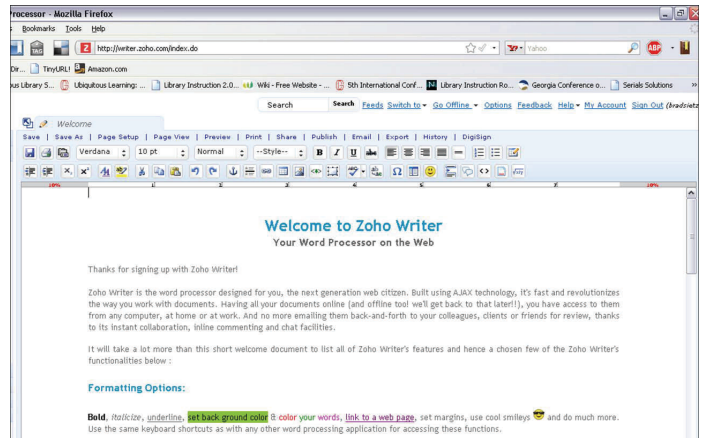 Processor - Mozilla Firefox
Bookmarks Tools Help
TAG http://writer.zoho.com/index.do Yahoo ABP
Dir... TinyURL! Amazon.com
ous Library S... Ubiquitous Learning: ... Library Instruction 2.0... Wiki - Free Website - ... 5th International Conf... Library Instruction Ro... Georgia Conference o... Serials Solutions »
Search Search Feeds Switch to Go Offline Options Feedback Help My Account Sign Out (bradsietz
Welcome
Save | Save As | Page Setup | Page View | Preview | Print | Share | Publish | Email | Export | History | DigiSign
Verdana 10 pt Normal --Style-- B I U abc
Welcome to Zoho Writer
Your Word Processor on the Web
Thanks for signing up with Zoho Writer!
Zoho Writer is the word processor designed for you, the next generation web citizen. Built using AJAX technology, it's fast and revolutionizes
the way you work with documents. Having all your documents online (and offline too! we'll get back to that later!!), you have access to them
from any computer, at home or at work. And no more emailing them back-and-forth to your colleagues, clients or friends for review, thanks
to its instant collaboration, inline commenting and chat facilities.
It will take a lot more than this short welcome document to list all of Zoho Writer's features and hence a chosen few of the Zoho Writer's
functionalities below :
Formatting Options:
Bold, Italicize, underline, set back ground color & color your words, link to a web page, set margins, use cool smileys 😎 and do much more.
Use the same keyboard shortcuts as with any other word processing application for accessing these functions.